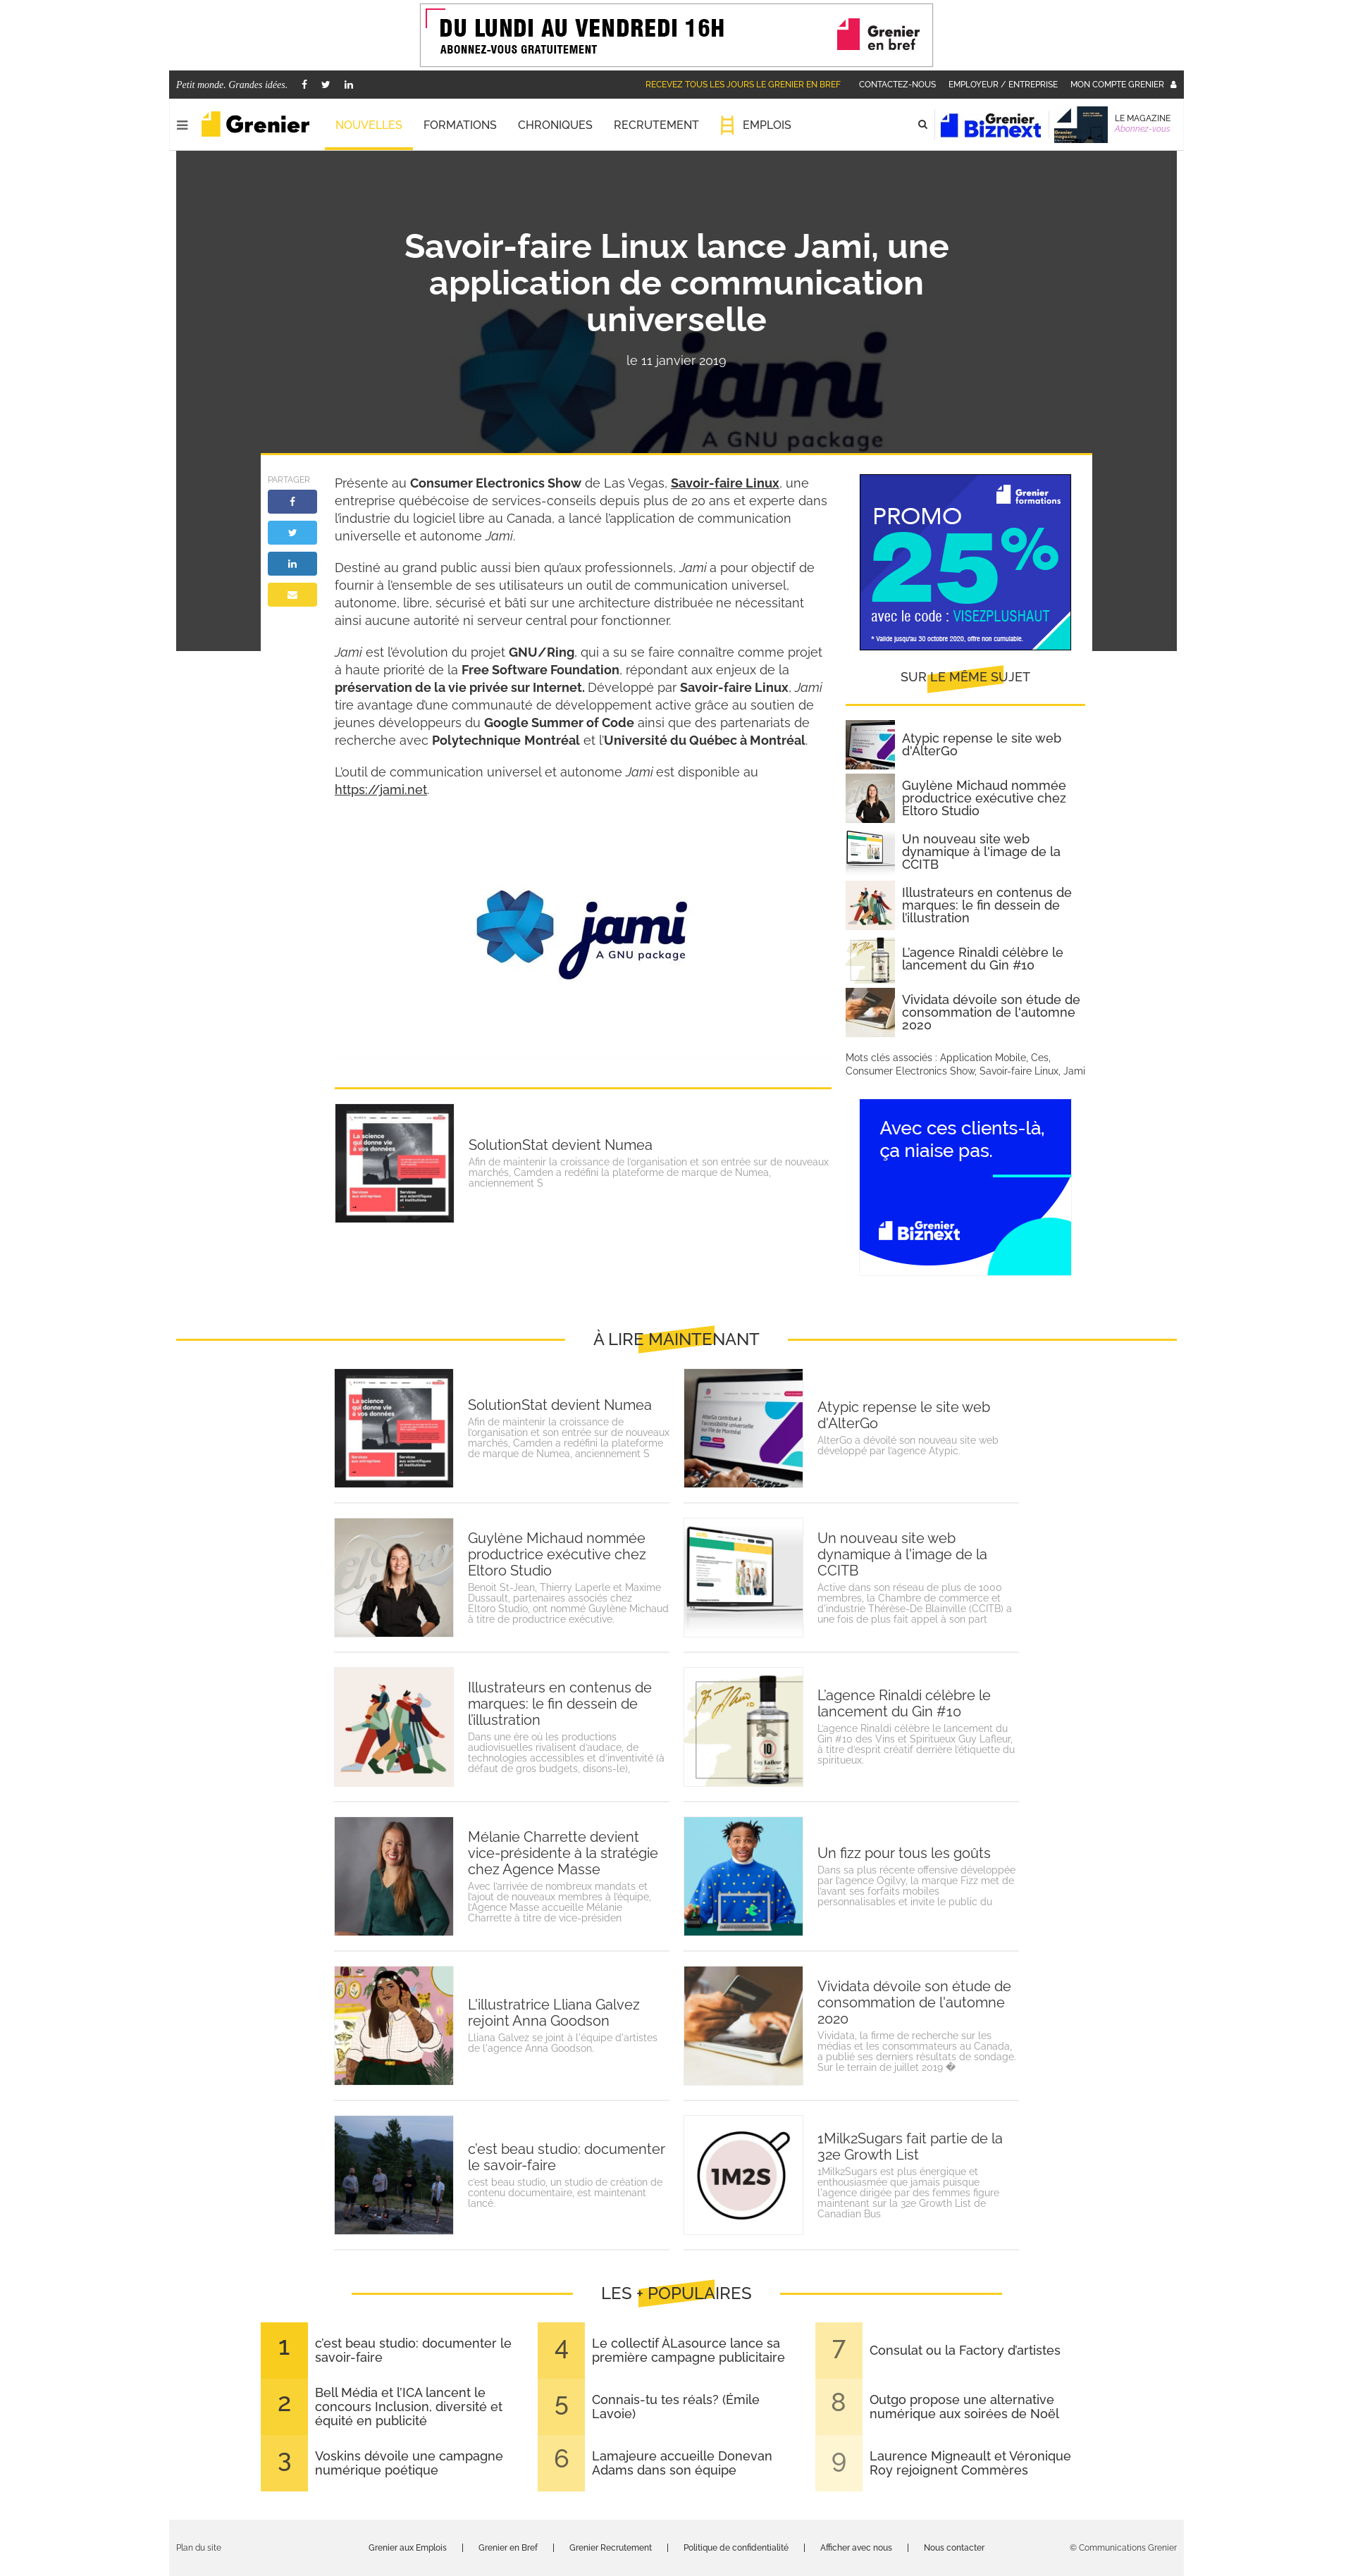 DU LUNDI AU VENDREDI 16H
ABONNEZ-VOUS GRATUITEMENT
Grenier
en bref
Petit monde. Grandes idées.
RECEVEZ TOUS LES JOURS LE GRENIER EN BREF
CONTACTEZ-NOUS
EMPLOYEUR / ENTREPRISE
MON COMPTE GRENIER
Grenier
NOUVELLES
FORMATIONS
CHRONIQUES
RECRUTEMENT
EMPLOIS
Grenier
Biznext
LE MAGAZINE
Abonnez-vous
Savoir-faire Linux lance Jami, une
application de communication
universelle
le 11 janvier 2019
jami
A GNU package
PARTAGER
Présente au Consumer Electronics Show de Las Vegas, Savoir-faire Linux, une
entreprise québécoise de services-conseils depuis plus de 20 ans et experte dans
l'industrie du logiciel libre au Canada, a lancé l'application de communication
universelle et autonome Jami.
Destiné au grand public aussi bien qu'aux professionnels, Jami a pour objectif de
fournir à l'ensemble de ses utilisateurs un outil de communication universel,
autonome, libre, sécurisé et bâti sur une architecture distribuée ne nécessitant
ainsi aucune autorité ni serveur central pour fonctionner.
Jami est l'évolution du projet GNU/Ring, qui a su se faire connaître comme projet
à haute priorité de la Free Software Foundation, répondant aux enjeux de la
préservation de la vie privée sur Internet. Développé par Savoir-faire Linux, Jami
tire avantage d'une communauté de développement active grâce au soutien de
jeunes développeurs du Google Summer of Code ainsi que des partenariats de
recherche avec Polytechnique Montréal et l'Université du Québec à Montréal.
L'outil de communication universel et autonome Jami est disponible au
https://jami.net.
jami
A GNU package
SolutionStat devient Numea
Afin de maintenir la croissance de l'organisation et son entrée sur de nouveaux
marchés, Camden a redéfini la plateforme de marque de Numea,
anciennement S
Grenier
formations
PROMO
25%
avec le code : VISEZPLUSHAUT
* Valide jusqu'au 30 octobre 2020, offre non cumulable.
SUR LE MÊME SUJET
Atypic repense le site web
d'AlterGo
Guylène Michaud nommée
productrice exécutive chez
Eltoro Studio
Un nouveau site web
dynamique à l'image de la
CCITB
Illustrateurs en contenus de
marques: le fin dessein de
l'illustration
L'agence Rinaldi célèbre le
lancement du Gin #10
Vividata dévoile son étude de
consommation de l'automne
2020
Mots clés associés : Application Mobile, Ces,
Consumer Electronics Show, Savoir-faire Linux, Jami
Avec ces clients-là,
ça niaise pas.
Grenier
Biznext
À LIRE MAINTENANT
SolutionStat devient Numea
Afin de maintenir la croissance de
l'organisation et son entrée sur de nouveaux
marchés, Camden a redéfini la plateforme
de marque de Numea, anciennement S
Atypic repense le site web
d'AlterGo
AlterGo a dévoilé son nouveau site web
développé par l'agence Atypic.
Guylène Michaud nommée
productrice exécutive chez
Eltoro Studio
Benoit St-Jean, Thierry Laperle et Maxime
Dussault, partenaires associés chez
Eltoro Studio, ont nommé Guylène Michaud
à titre de productrice exécutive.
Un nouveau site web
dynamique à l'image de la
CCITB
Active dans son réseau de plus de 1000
membres, la Chambre de commerce et
d'industrie Thérèse-De Blainville (CCITB) a
une fois de plus fait appel à son part
Illustrateurs en contenus de
marques: le fin dessein de
l'illustration
Dans une ère où les productions
audiovisuelles rivalisent d'audace, de
technologies accessibles et d'inventivité (à
défaut de gros budgets, disons-le),
L'agence Rinaldi célèbre le
lancement du Gin #10
L'agence Rinaldi célèbre le lancement du
Gin #10 des Vins et Spiritueux Guy Lafleur,
à titre d'esprit créatif derrière l'étiquette du
spiritueux.
Mélanie Charrette devient
vice-présidente à la stratégie
chez Agence Masse
Avec l'arrivée de nombreux mandats et
l'ajout de nouveaux membres à l'équipe,
l'Agence Masse accueille Mélanie
Charrette à titre de vice-présiden
Un fizz pour tous les goûts
Dans sa plus récente offensive développée
par l'agence Ogilvy, la marque Fizz met de
l'avant ses forfaits mobiles
personnalisables et invite le public du
L'illustratrice Lliana Galvez
rejoint Anna Goodson
Lliana Galvez se joint à l'équipe d'artistes
de l'agence Anna Goodson.
Vividata dévoile son étude de
consommation de l'automne
2020
Vividata, la firme de recherche sur les
médias et les consommateurs au Canada,
a publié ses derniers résultats de sondage.
Sur le terrain de juillet 2019 �
c'est beau studio: documenter
le savoir-faire
c'est beau studio, un studio de création de
contenu documentaire, est maintenant
lancé.
1M2S
1Milk2Sugars fait partie de la
32e Growth List
1Milk2Sugars est plus énergique et
enthousiasmée que jamais puisque
l'agence dirigée par des femmes figure
maintenant sur la 32e Growth List de
Canadian Bus
LES + POPULAIRES
1
c'est beau studio: documenter le
savoir-faire
2
Bell Média et l'ICA lancent le
concours Inclusion, diversité et
équité en publicité
3
Voskins dévoile une campagne
numérique poétique
4
Le collectif ÀLasource lance sa
première campagne publicitaire
5
Connais-tu tes réals? (Émile
Lavoie)
6
Lamajeure accueille Donevan
Adams dans son équipe
7
Consulat ou la Factory d'artistes
8
Outgo propose une alternative
numérique aux soirées de Noël
9
Laurence Migneault et Véronique
Roy rejoignent Commères
Plan du site
Grenier aux Emplois | Grenier en Bref | Grenier Recrutement | Politique de confidentialité | Afficher avec nous | Nous contacter
© Communications Grenier